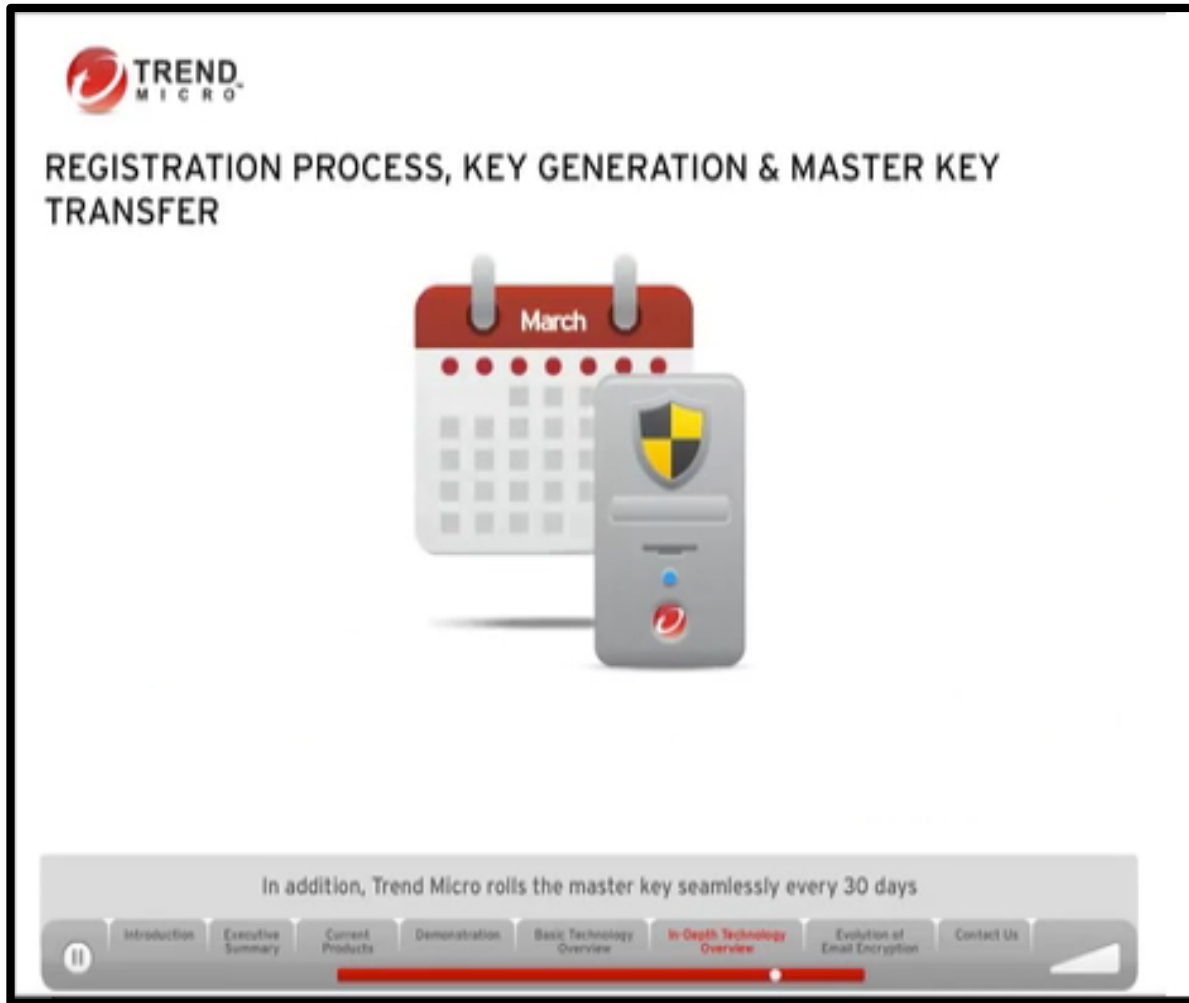 TREND
MICRO™
REGISTRATION PROCESS, KEY GENERATION & MASTER KEY
TRANSFER
March
In addition, Trend Micro rolls the master key seamlessly every 30 days
Introduction
Executive
Summary
Current
Products
Demonstration
Basic Technology
Overview
In-Depth Technology
Overview
Evolution of
Email Encryption
Contact Us